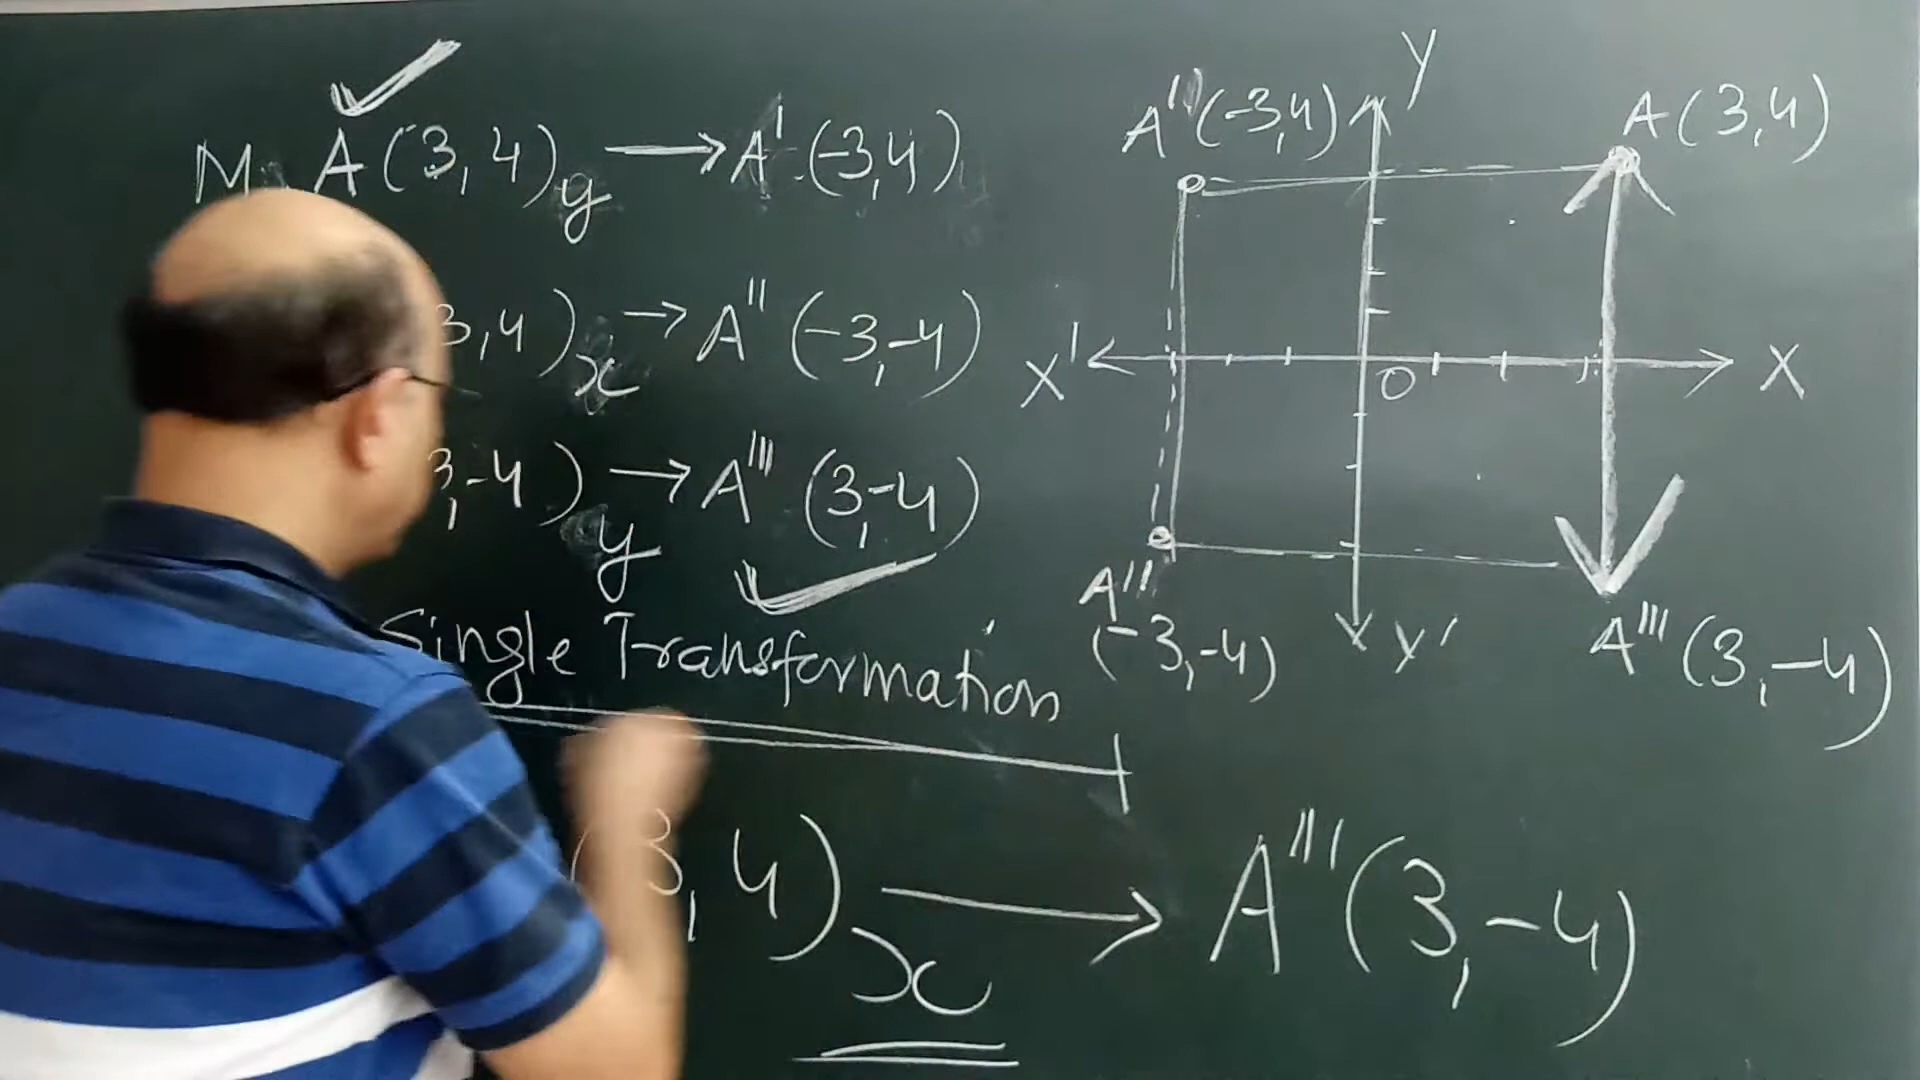 M A (3, 4) y → A' (-3, 4)
3, 4) x → A" (-3, -4)
3, -4) y → A''' (3, -4)
Single Transformation
(3, 4) x → A''' (3, -4)
Y
A" (-3, 4)
A (3, 4)
X'
O
X
A'''
(-3, -4)
Y'
A''' (3, -4)